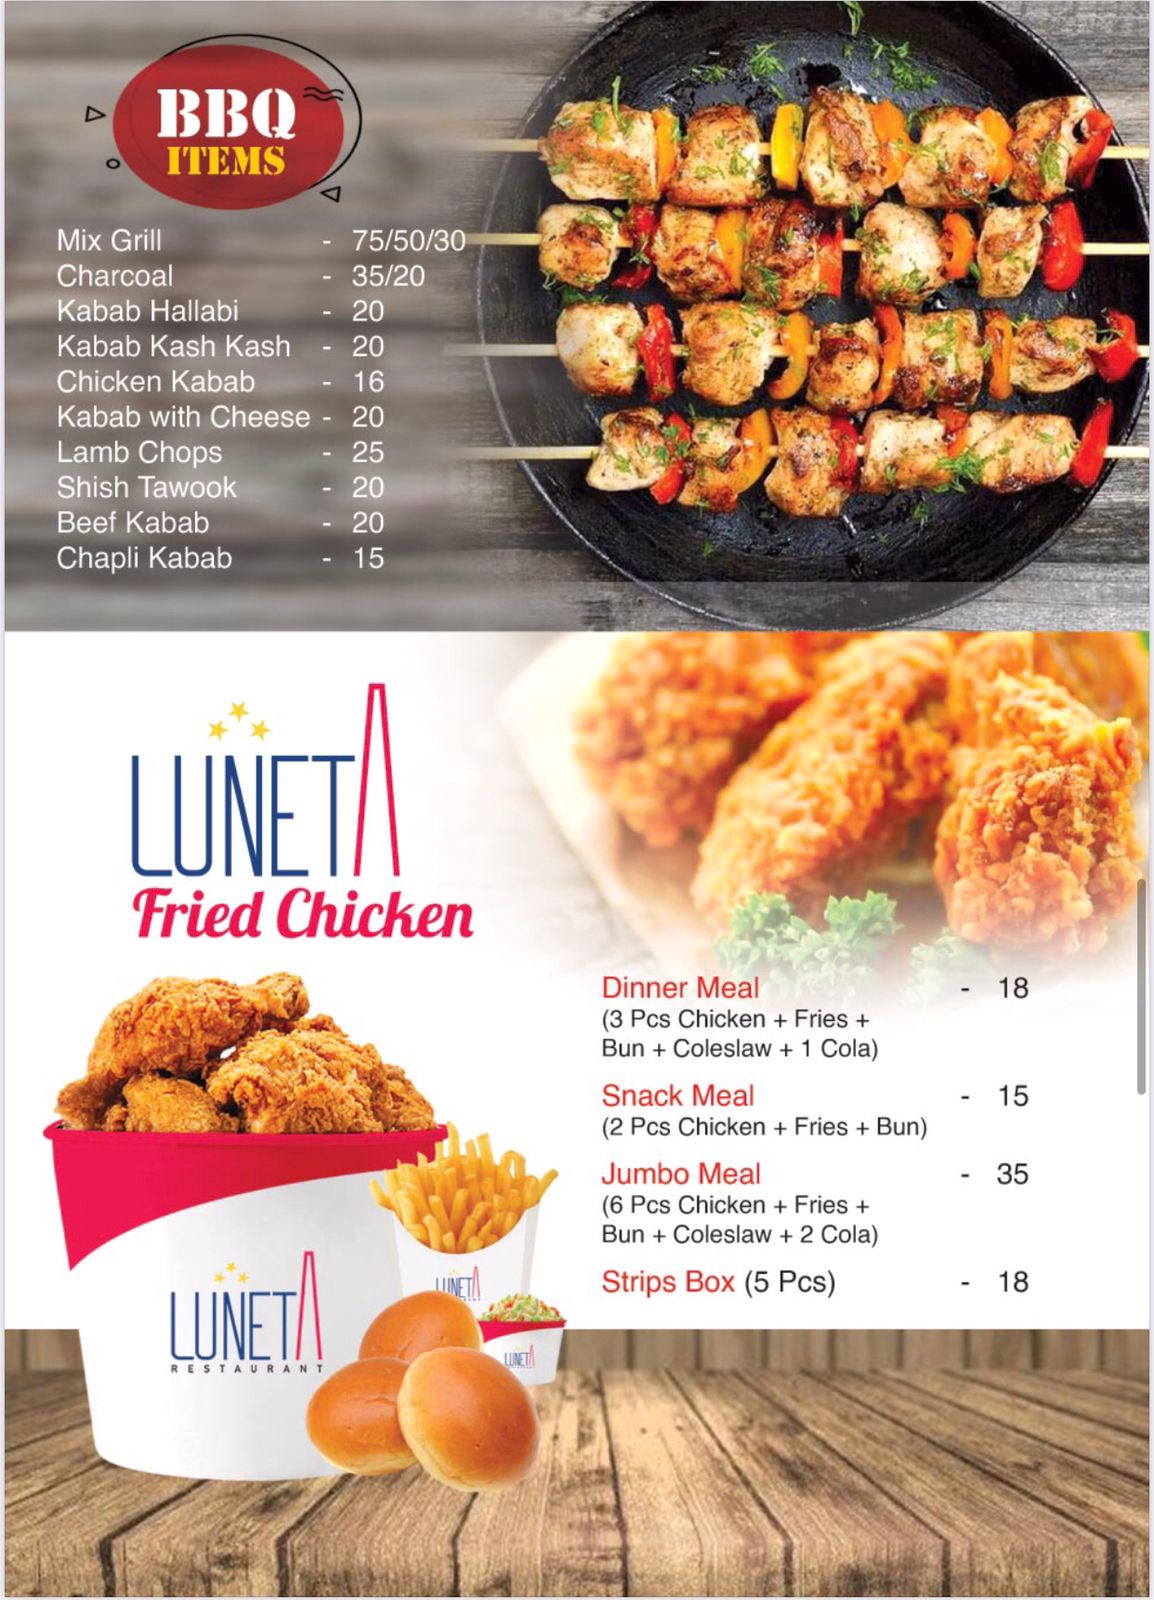 BBQ
ITEMS
Mix Grill - 75/50/30
Charcoal - 35/20
Kabab Hallabi - 20
Kabab Kash Kash - 20
Chicken Kabab - 16
Kabab with Cheese - 20
Lamb Chops - 25
Shish Tawook - 20
Beef Kabab - 20
Chapli Kabab - 15
LUNETA
Fried Chicken
Dinner Meal - 18
(3 Pcs Chicken + Fries +
Bun + Coleslaw + 1 Cola)
Snack Meal - 15
(2 Pcs Chicken + Fries + Bun)
Jumbo Meal - 35
(6 Pcs Chicken + Fries +
Bun + Coleslaw + 2 Cola)
Strips Box (5 Pcs) - 18
LUNETA
RESTAURANT
LUNETA
LUNETA